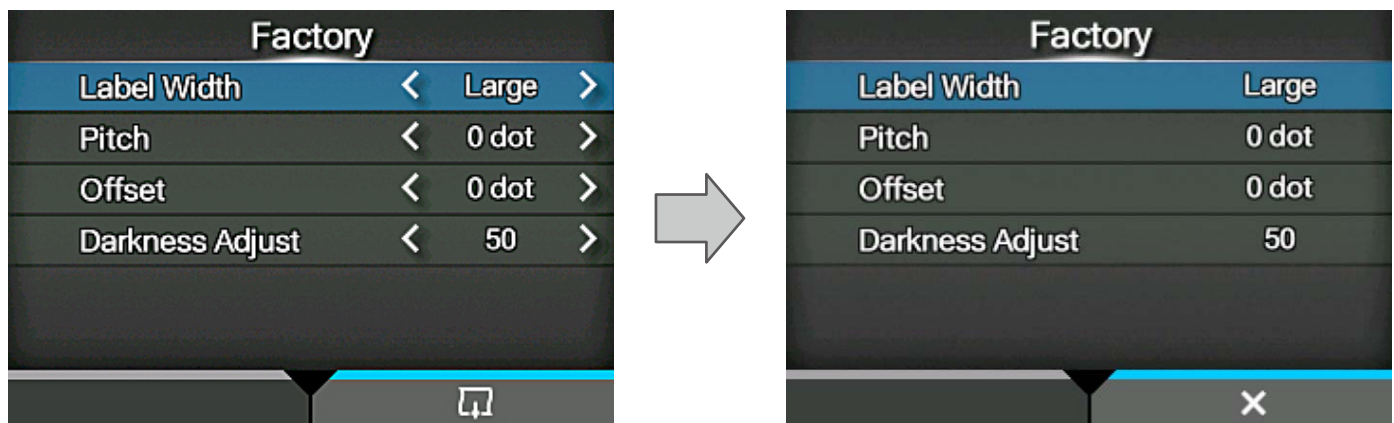 Factory
Label Width < Large >
Pitch < 0 dot >
Offset < 0 dot >
Darkness Adjust < 50 >
Factory
Label Width Large
Pitch 0 dot
Offset 0 dot
Darkness Adjust 50